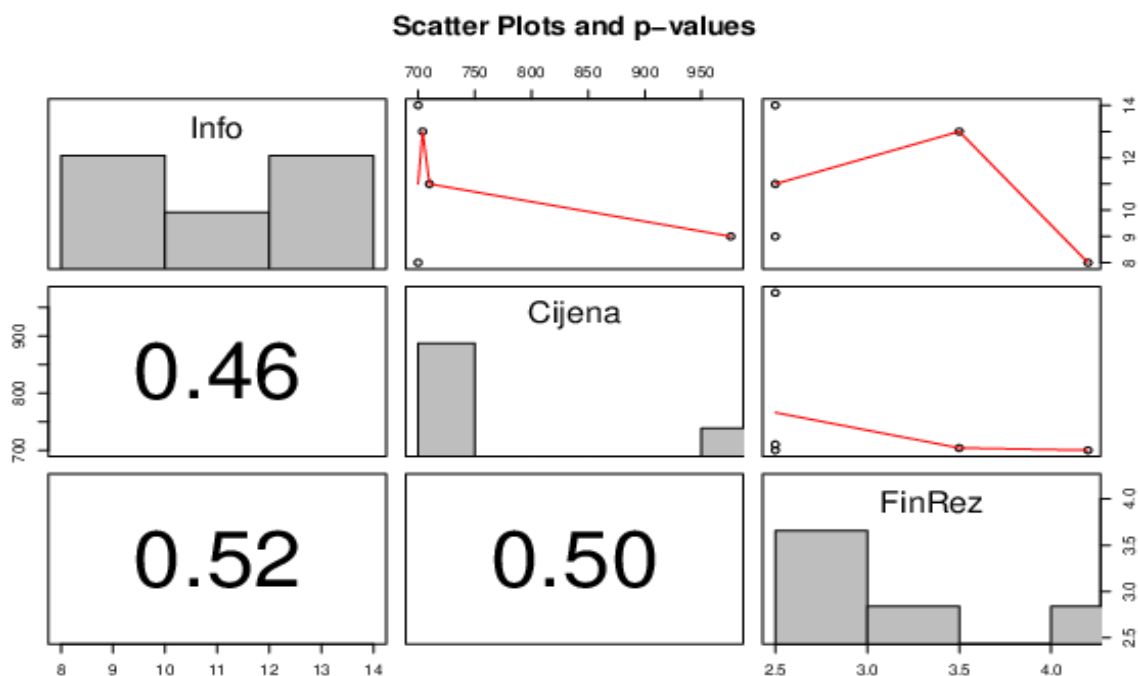 Scatter Plots and p−values
700 750 800 850 900 950
Info
8 9 10 12 14
700 800 900
0.46
Cijena
0.52
0.50
FinRez
2.5 3.0 3.5 4.0
8 9 10 11 12 13 14
2.5 3.0 3.5 4.0